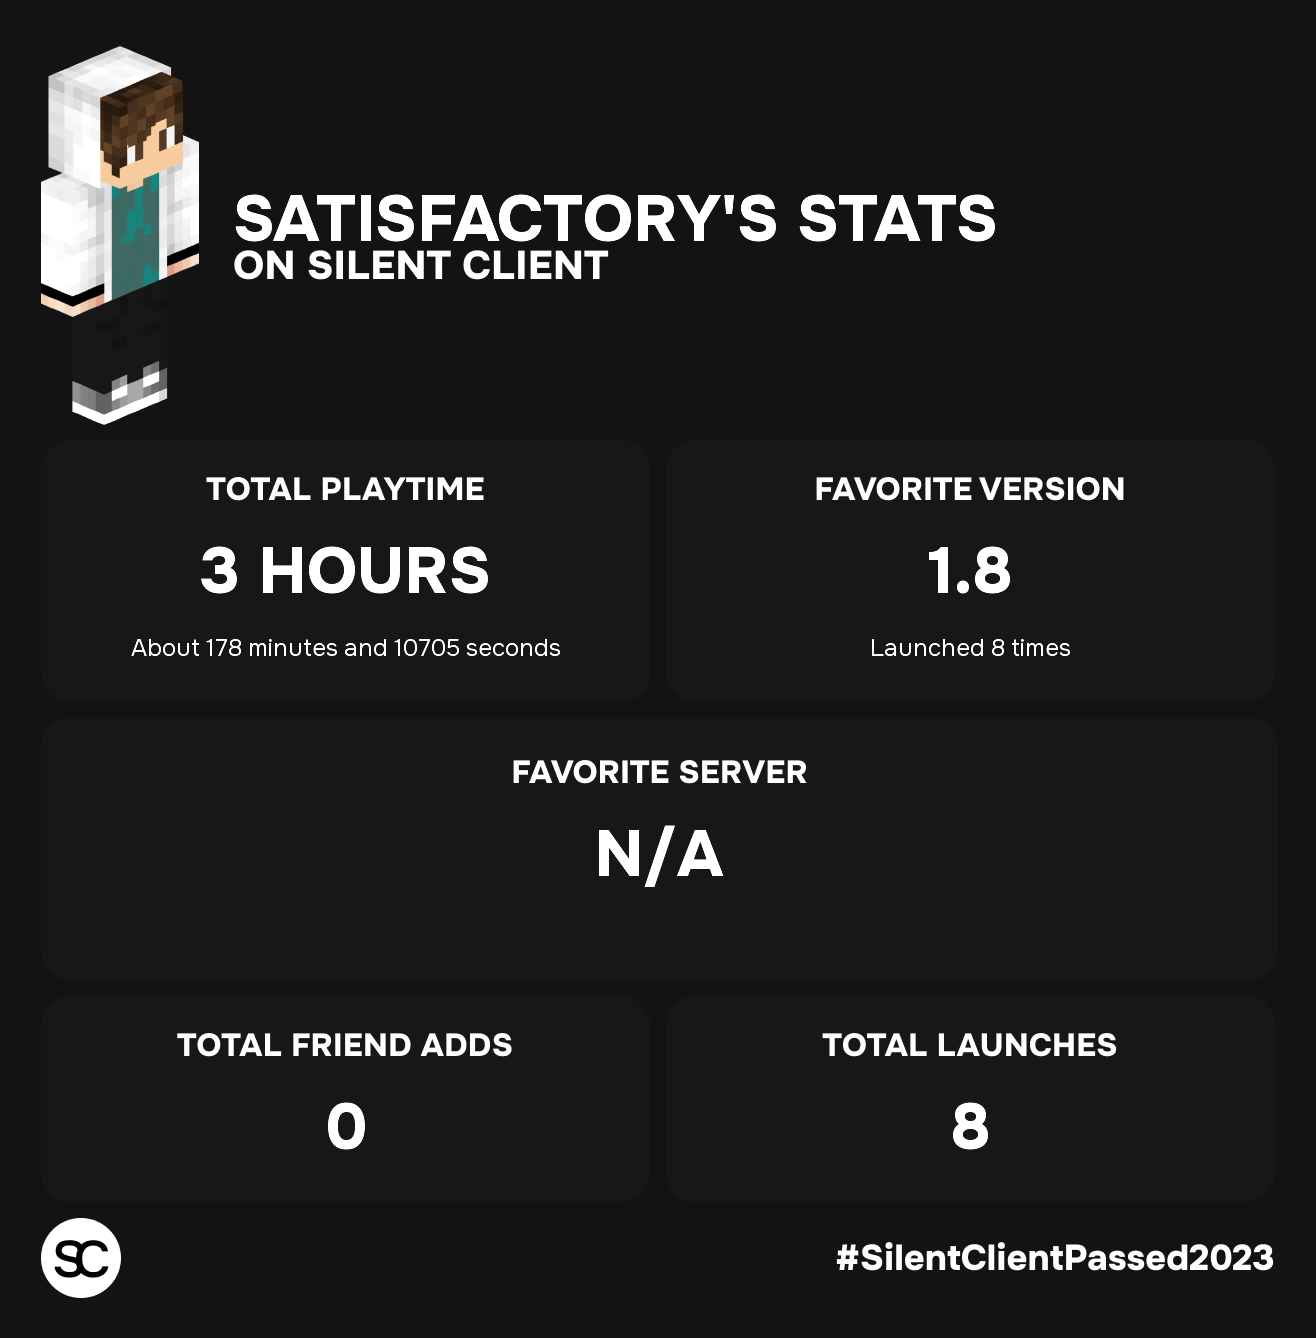 SATISFACTORY'S STATS
ON SILENT CLIENT
TOTAL PLAYTIME
3 HOURS
About 178 minutes and 10705 seconds
FAVORITE VERSION
1.8
Launched 8 times
FAVORITE SERVER
N/A
TOTAL FRIEND ADDS
0
TOTAL LAUNCHES
8
SC
#SilentClientPassed2023